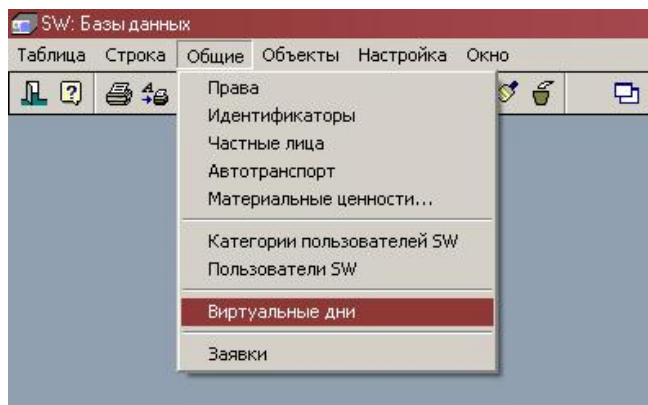 SW: Базы данных
Таблица Строка Общие Объекты Настройка Окно
Права
Идентификаторы
Частные лица
Автотранспорт
Материальные ценности...
Категории пользователей SW
Пользователи SW
Виртуальные дни
Заявки